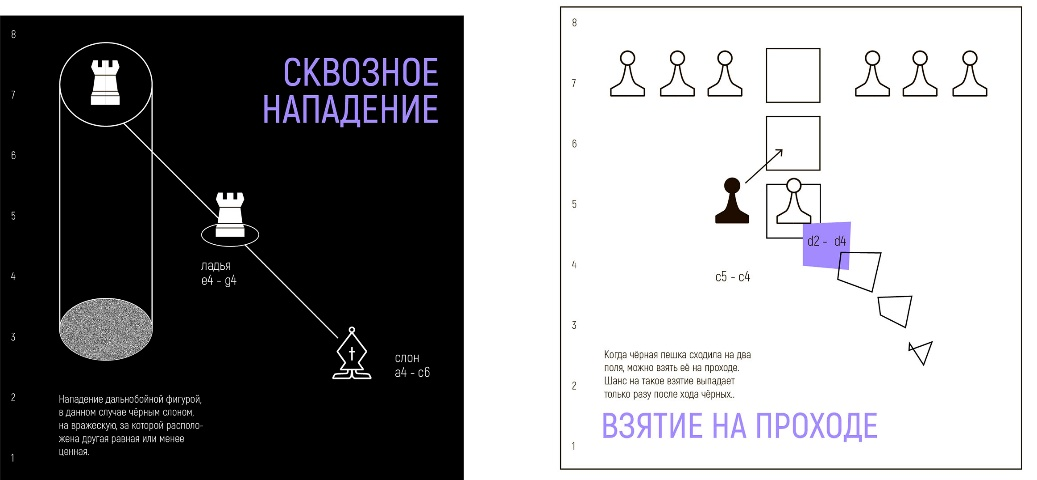 8
7
6
5
4
3
2
1
СКВОЗНОЕ
НАПАДЕНИЕ
ладья
e4 - g4
слон
a4 - c6
Нападение дальнобойной фигурой,
в данном случае чёрным слоном,
на вражескую, за которой располо-
жена другая равная или менее
ценная.
8
7
6
5
4
3
2
1
d2 - d4
c5 - c4
Когда чёрная пешка сходила на два
поля, можно взять её на проходе.
Шанс на такое взятие выпадает
только разу после хода чёрных..
ВЗЯТИЕ НА ПРОХОДЕ